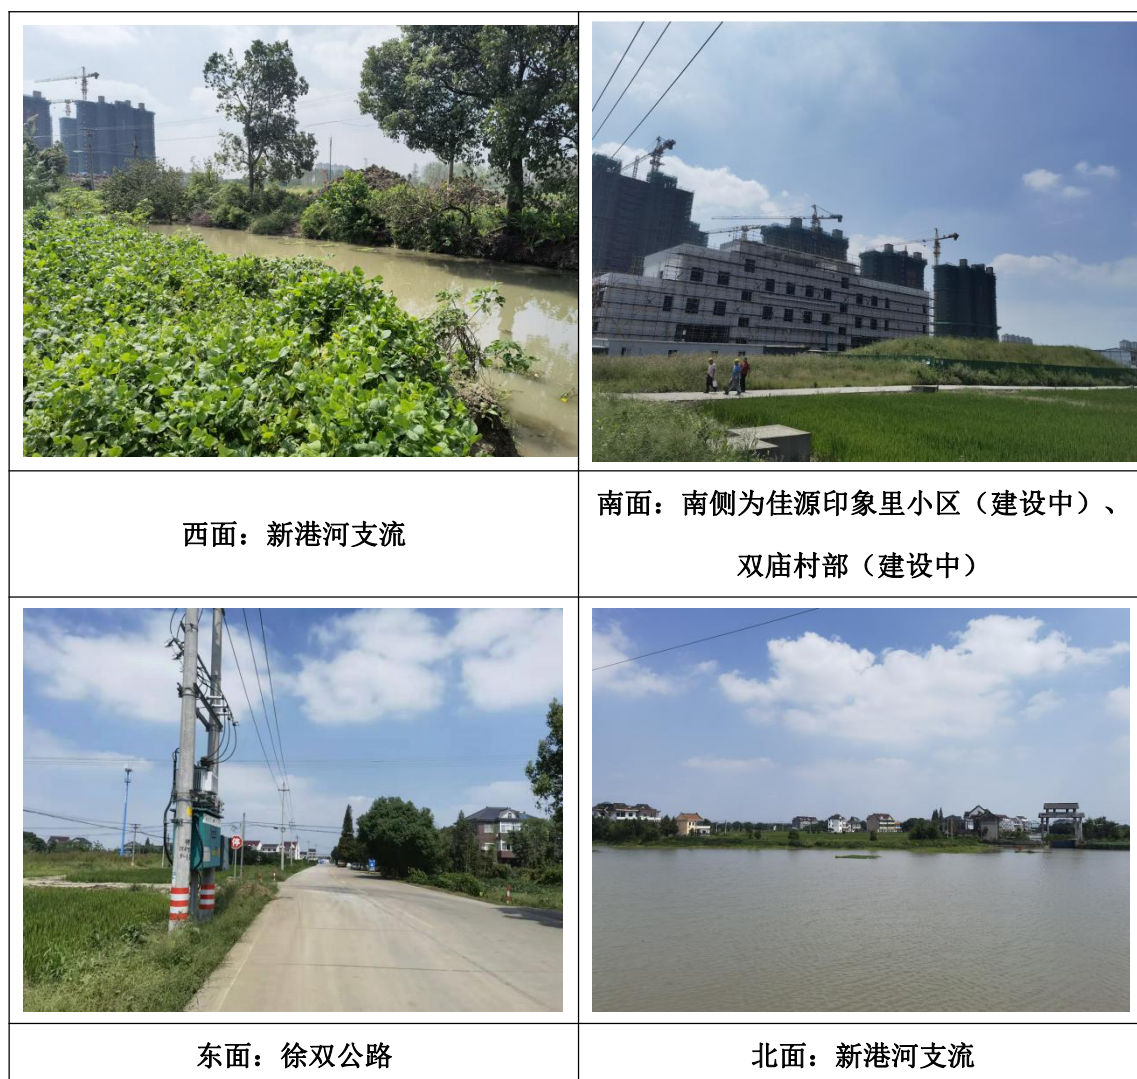 西面：新港河支流
南面：南侧为佳源印象里小区（建设中）、
双庙村部（建设中）
停
东面：徐双公路
北面：新港河支流